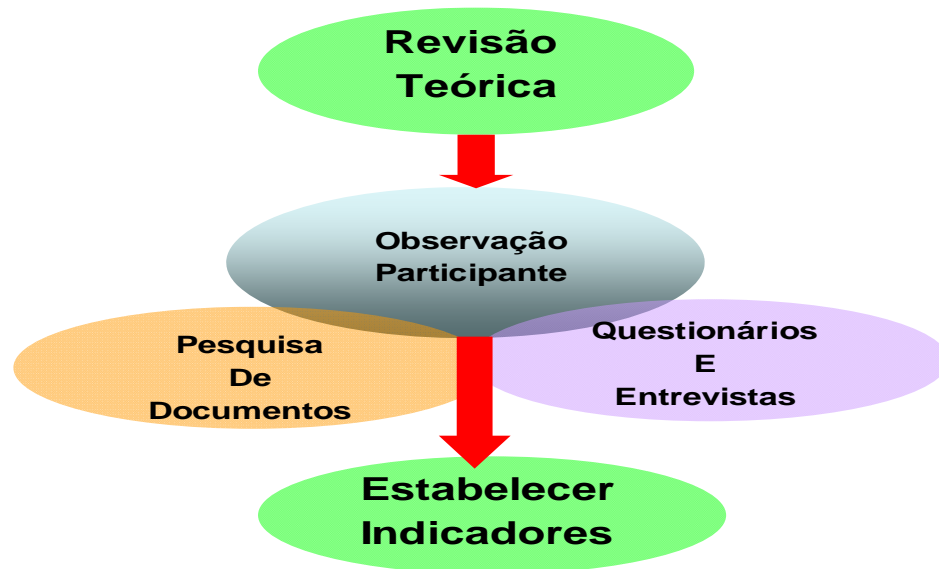 Revisão
Teórica
Observação
Participante
Pesquisa
De
Documentos
Questionários
E
Entrevistas
Estabelecer
Indicadores